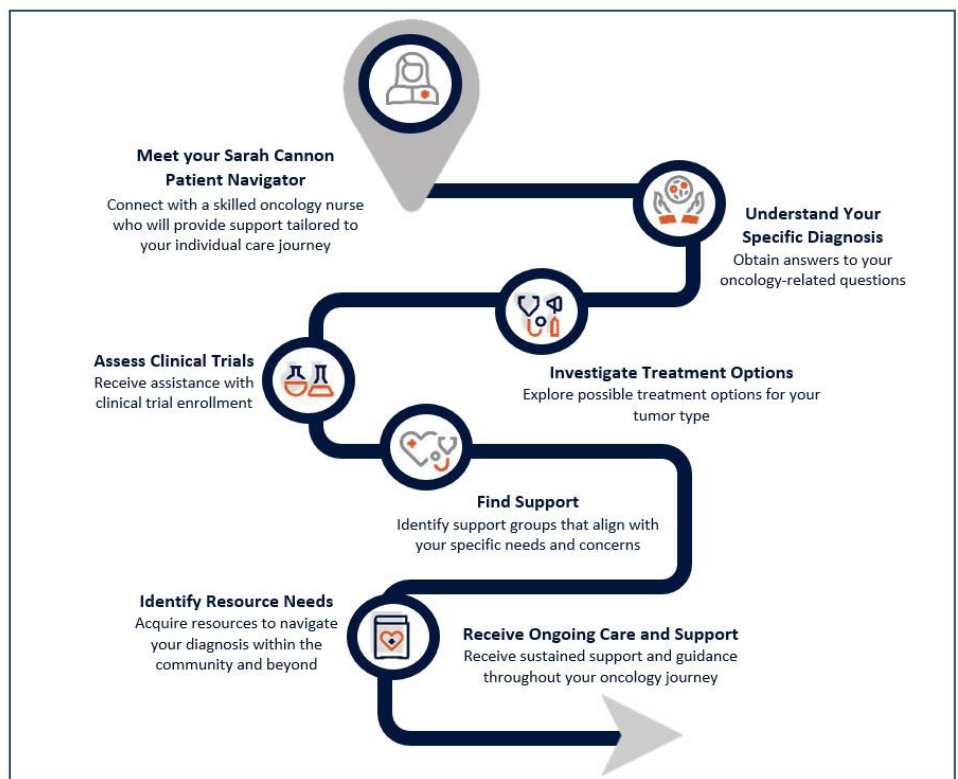 Meet your Sarah Cannon
Patient Navigator
Connect with a skilled oncology nurse
who will provide support tailored to
your individual care journey
Understand Your
Specific Diagnosis
Obtain answers to your
oncology-related questions
Investigate Treatment Options
Explore possible treatment options for your
tumor type
Assess Clinical Trials
Receive assistance with
clinical trial enrollment
Find Support
Identify support groups that align with
your specific needs and concerns
Identify Resource Needs
Acquire resources to navigate
your diagnosis within the
community and beyond
Receive Ongoing Care and Support
Receive sustained support and guidance
throughout your oncology journey